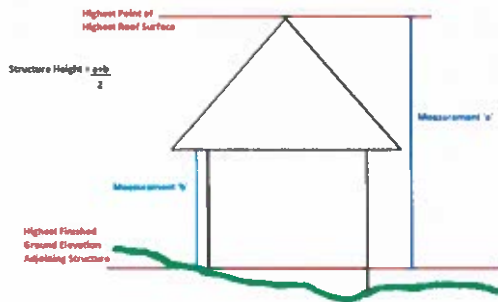 Highest Point of
Highest Roof Surface
Structure Height = a+b
2
Measurement 'a'
Measurement 'b'
Highest Finished
Ground Elevation
Adjoining Structure